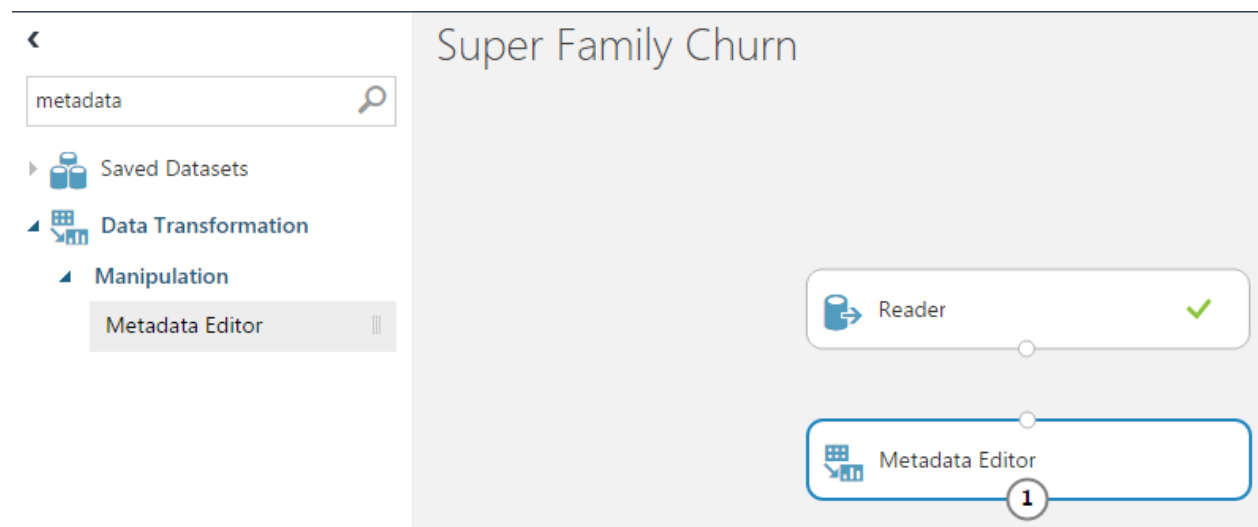 Super Family Churn
metadata
Saved Datasets
Data Transformation
Manipulation
Metadata Editor
Reader
Metadata Editor
1